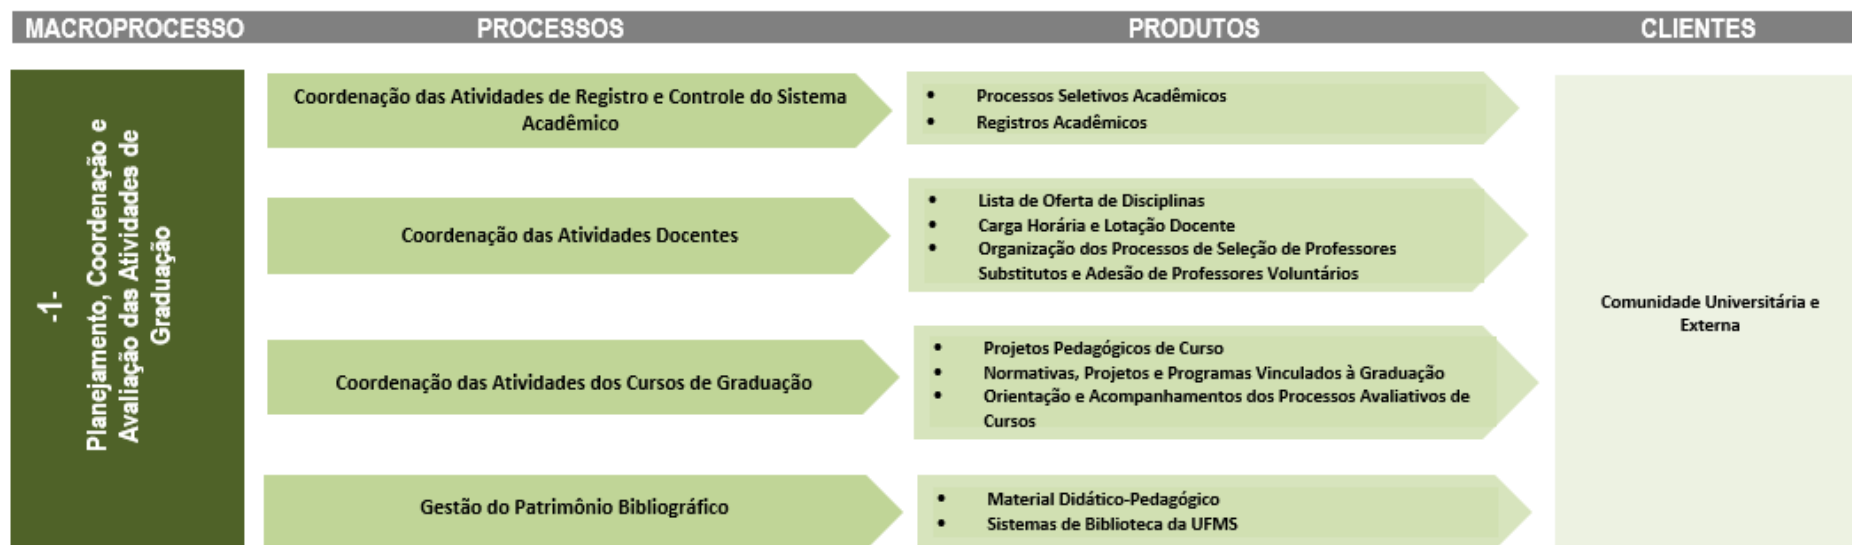 MACROPROCESSO
PROCESSOS
PRODUTOS
CLIENTES
-1-
Planejamento, Coordenação e
Avaliação das Atividades de
Graduação
Coordenação das Atividades de Registro e Controle do Sistema
Acadêmico
• Processos Seletivos Acadêmicos
• Registros Acadêmicos
Coordenação das Atividades Docentes
• Lista de Oferta de Disciplinas
• Carga Horária e Lotação Docente
• Organização dos Processos de Seleção de Professores
Substitutos e Adesão de Professores Voluntários
Coordenação das Atividades dos Cursos de Graduação
• Projetos Pedagógicos de Curso
• Normativas, Projetos e Programas Vinculados à Graduação
• Orientação e Acompanhamentos dos Processos Avaliativos de
Cursos
Gestão do Patrimônio Bibliográfico
• Material Didático-Pedagógico
• Sistemas de Biblioteca da UFMS
Comunidade Universitária e
Externa